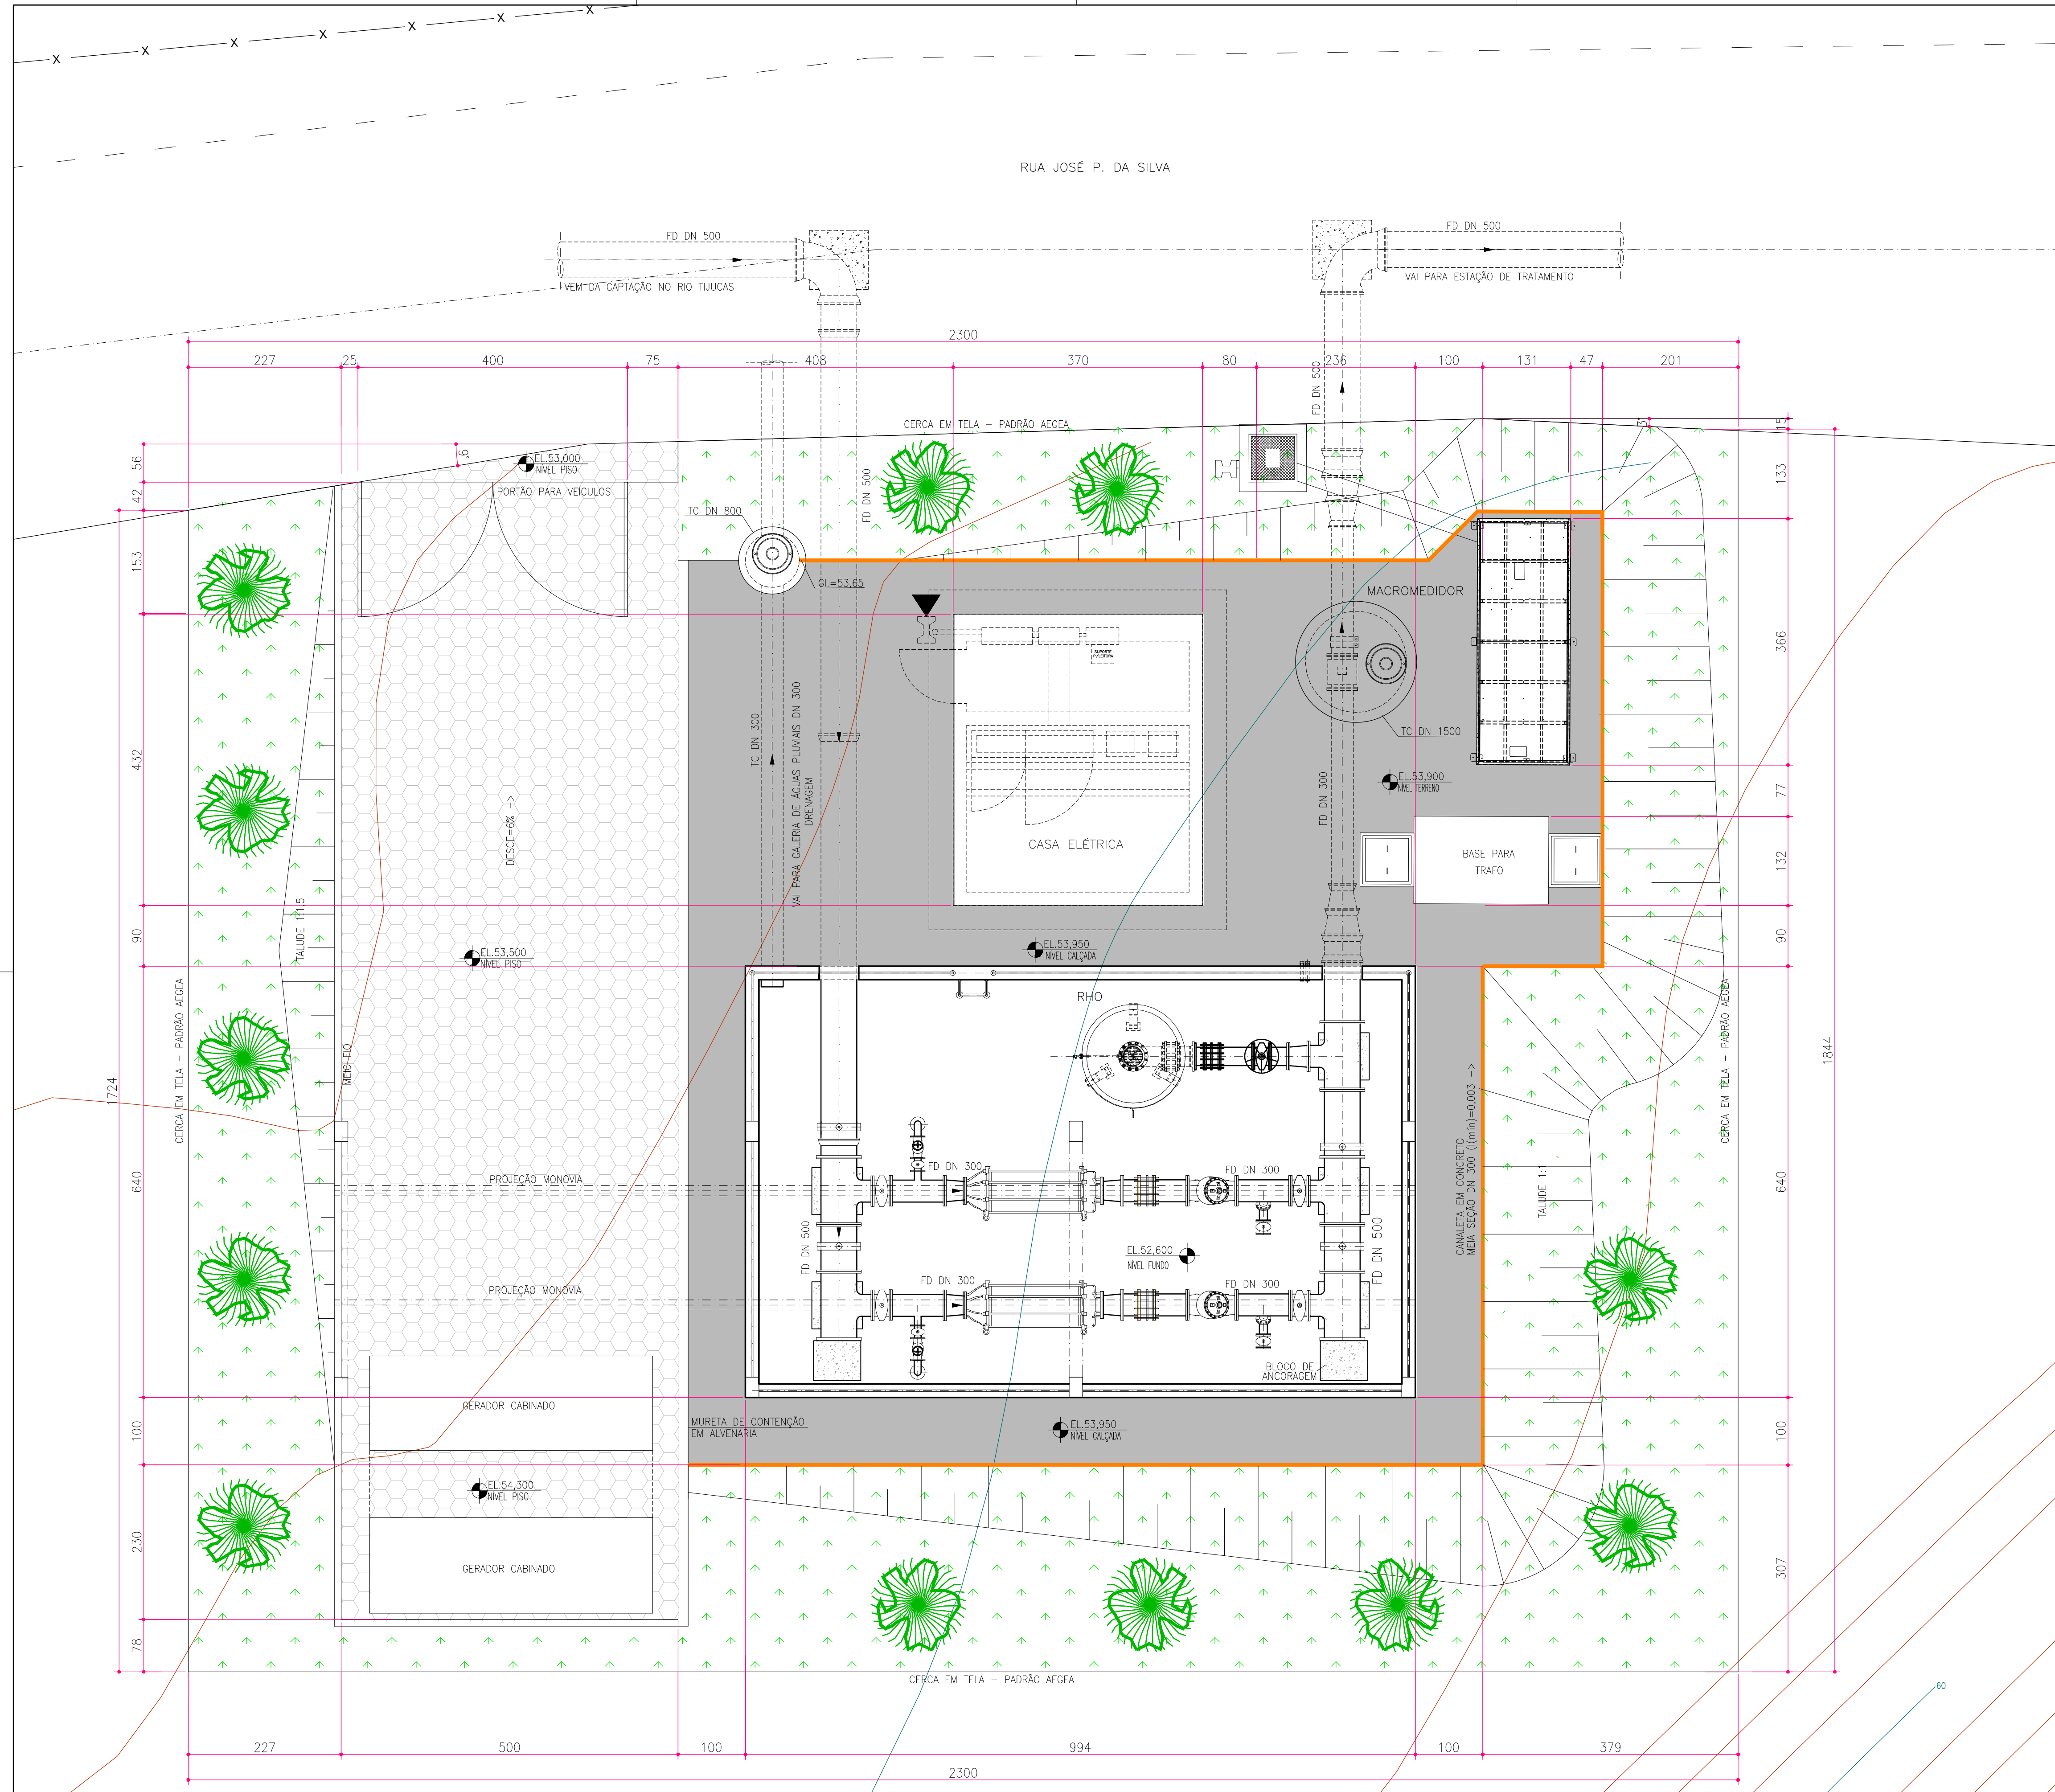 X X X X X X X
RUA JOSÉ P. DA SILVA
FD DN 500
FD DN 500
VEM DA CAPTAÇÃO NO RIO TIJUCAS
VAI PARA ESTAÇÃO DE TRATAMENTO
2300
227 25 400 75 408 370 80 236 100 131 47 201
FD DN 500
CERCA EM TELA – PADRÃO AEGEA
15
3°
9°
56
EL.53,000
NÍVEL PISO
133
42
PORTÃO PARA VEÍCULOS
FD DN 500
TC DN 800
153
GI.=53,65
MACROMEDIDOR
366
SUPORTE
P/LEITORA
432
TC DN 300
VAI PARA GALERIA DE ÁGUAS PLUVIAIS DN 300
DRENAGEM
TC DN 1500
EL.53,900
NÍVEL TERRENO
77
FD DN 300
DESCE=6% –>
CASA ELÉTRICA
BASE PARA
TRAFO
132
TALUDE 1:1,5
90
EL.53,500
NÍVEL PISO
EL.53,950
NÍVEL CALÇADA
90
CERCA EM TELA – PADRÃO AEGEA
RHO
CERCA EM TELA – PADRÃO AEGEA
1724
MEIO FIO
1844
640
PROJEÇÃO MONOVIA
FD DN 300
FD DN 300
CANALETA EM CONCRETO
MEIA SEÇÃO DN 300 (I(mín)=0,003 –>
TALUDE 1:1
640
FD DN 500
EL.52,600
NÍVEL FUNDO
FD DN 500
PROJEÇÃO MONOVIA
FD DN 300
FD DN 300
BLOCO DE
ANCORAGEM
GERADOR CABINADO
100
MURETA DE CONTENÇÃO
EM ALVENARIA
EL.53,950
NÍVEL CALÇADA
100
EL.54,300
NÍVEL PISO
230
GERADOR CABINADO
307
78
CERCA EM TELA – PADRÃO AEGEA
60
227 500 100 994 100 379
2300